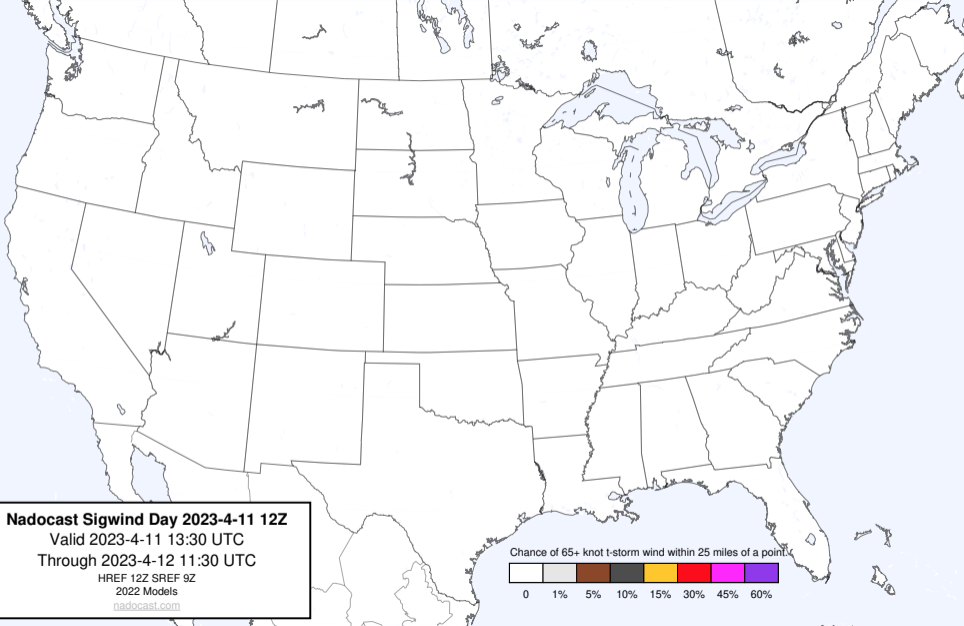 Nadocast Sigwind Day 2023-4-11 12Z
Valid 2023-4-11 13:30 UTC
Through 2023-4-12 11:30 UTC
HREF 12Z SREF 9Z
2022 Models
nadocast.com
Chance of 65+ knot t-storm wind within 25 miles of a point.
0 1% 5% 10% 15% 30% 45% 60%